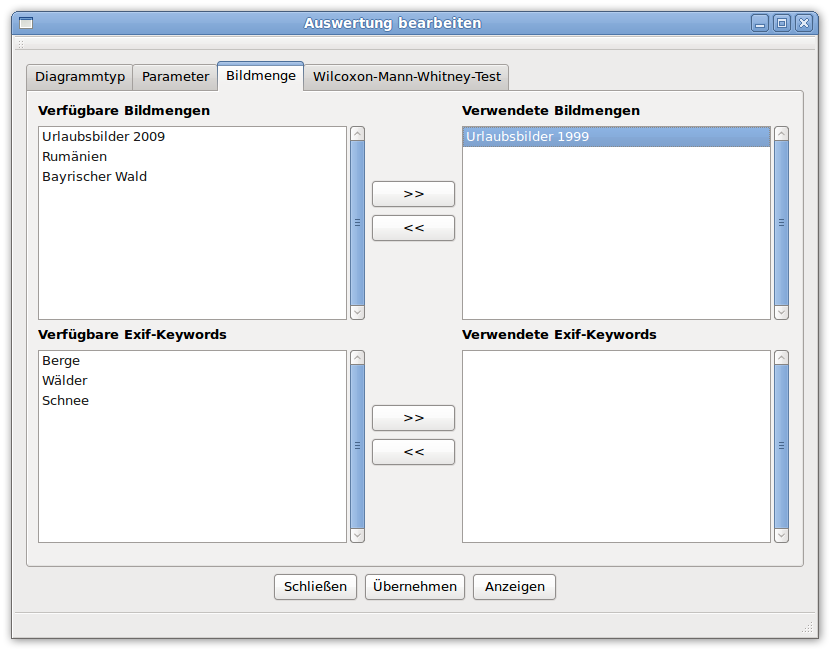 Auswertung bearbeiten
Diagrammtyp Parameter Bildmenge Wilcoxon-Mann-Whitney-Test
Verfügbare Bildmengen
Urlaubsbilder 2009
Rumänien
Bayrischer Wald
>>
<<
Verwendete Bildmengen
Urlaubsbilder 1999
Verfügbare Exif-Keywords
Berge
Wälder
Schnee
>>
<<
Verwendete Exif-Keywords
Schließen Übernehmen Anzeigen